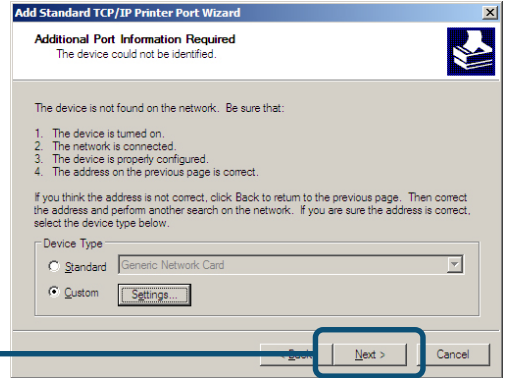 Add Standard TCP/IP Printer Port Wizard
Additional Port Information Required
The device could not be identified.
The device is not found on the network. Be sure that:
1. The device is turned on.
2. The network is connected.
3. The device is properly configured.
4. The address on the previous page is correct.
If you think the address is not correct, click Back to return to the previous page. Then correct
the address and perform another search on the network. If you are sure the address is correct,
select the device type below.
Device Type
Standard Generic Network Card
Custom Settings...
< Back Next > Cancel